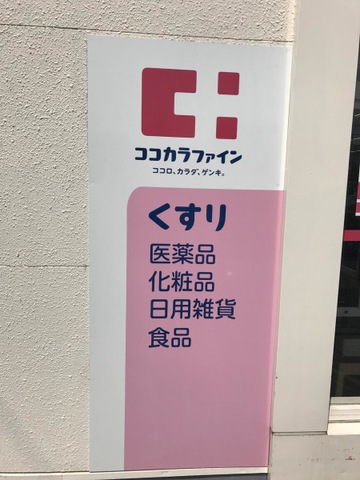 ココカラファイン
ココロ、カラダ、ゲンキ。
くすり
医薬品
化粧品
日用雑貨
食品